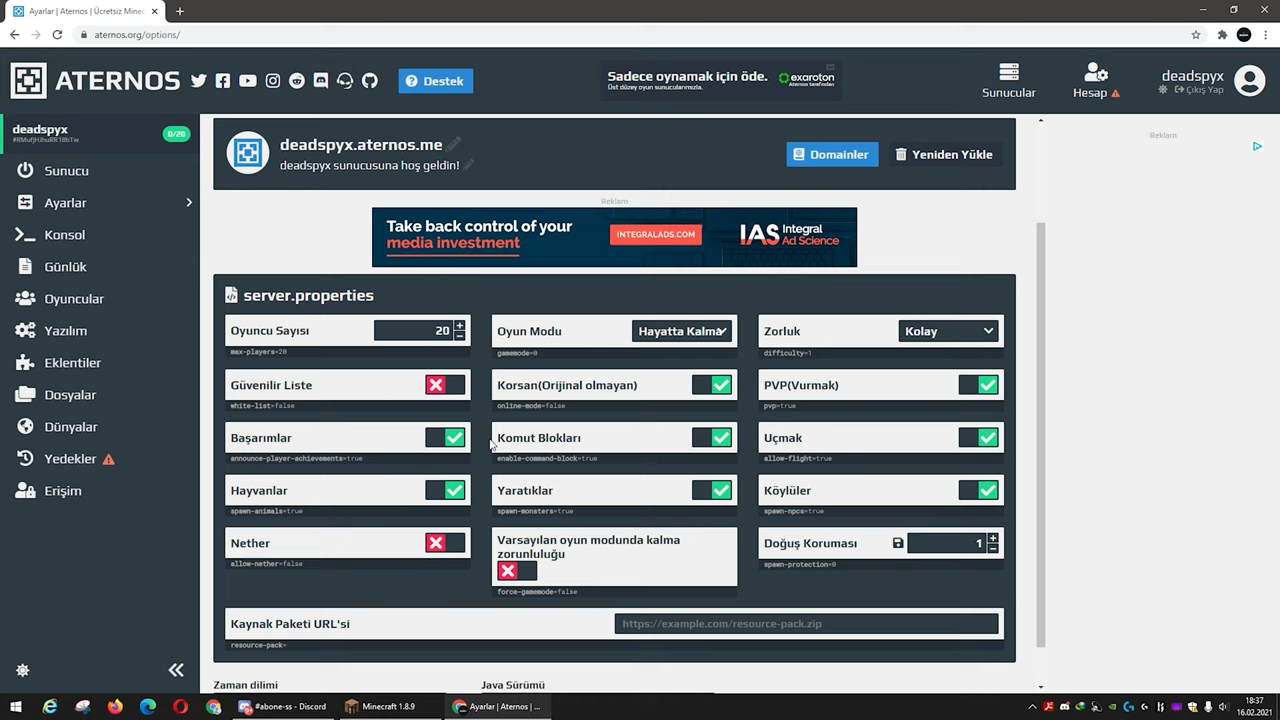 Ayarlar | Aternos | Ücretsiz Minec
aternos.org/options/
ATERNOS
Destek
Sadece oynamak için öde.
Üst düzey oyun sunucularımızla.
exaroton
Aternos tarafından
Sunucular
Hesap
deadspyx
Çıkış Yap
deadspyx
0/20
Sunucu
Ayarlar
Konsol
Günlük
Oyuncular
Yazılım
Eklentiler
Dosyalar
Dünyalar
Yedekler
Erişim
deadspyx.aternos.me
deadspyx sunucusuna hoş geldin!
Domainler
Yeniden Yükle
Reklam
Reklam
Take back control of your
media investment
INTEGRALADS.COM
IAS Integral
Ad Science
server.properties
Oyuncu Sayısı
20
max-players=20
Oyun Modu
Hayatta Kalma
gamemode=0
Zorluk
Kolay
difficulty=1
Güvenilir Liste
white-list=false
Korsan(Orijinal olmayan)
online-mode=false
PVP(Vurmak)
pvp=true
Başarımlar
announce-player-achievements=true
Komut Blokları
enable-command-block=true
Uçmak
allow-flight=true
Hayvanlar
spawn-animals=true
Yaratıklar
spawn-monsters=true
Köylüler
spawn-npcs=true
Nether
allow-nether=false
Varsayılan oyun modunda kalma
zorunluluğu
force-gamemode=false
Doğuş Koruması
1
spawn-protection=0
Kaynak Paketi URL'si
https://example.com/resource-pack.zip
resource-pack=
Zaman dilimi
Java Sürümü
#abone-ss - Discord
Minecraft 1.8.9
Ayarlar | Aternos | ...
18:37
16.02.2021